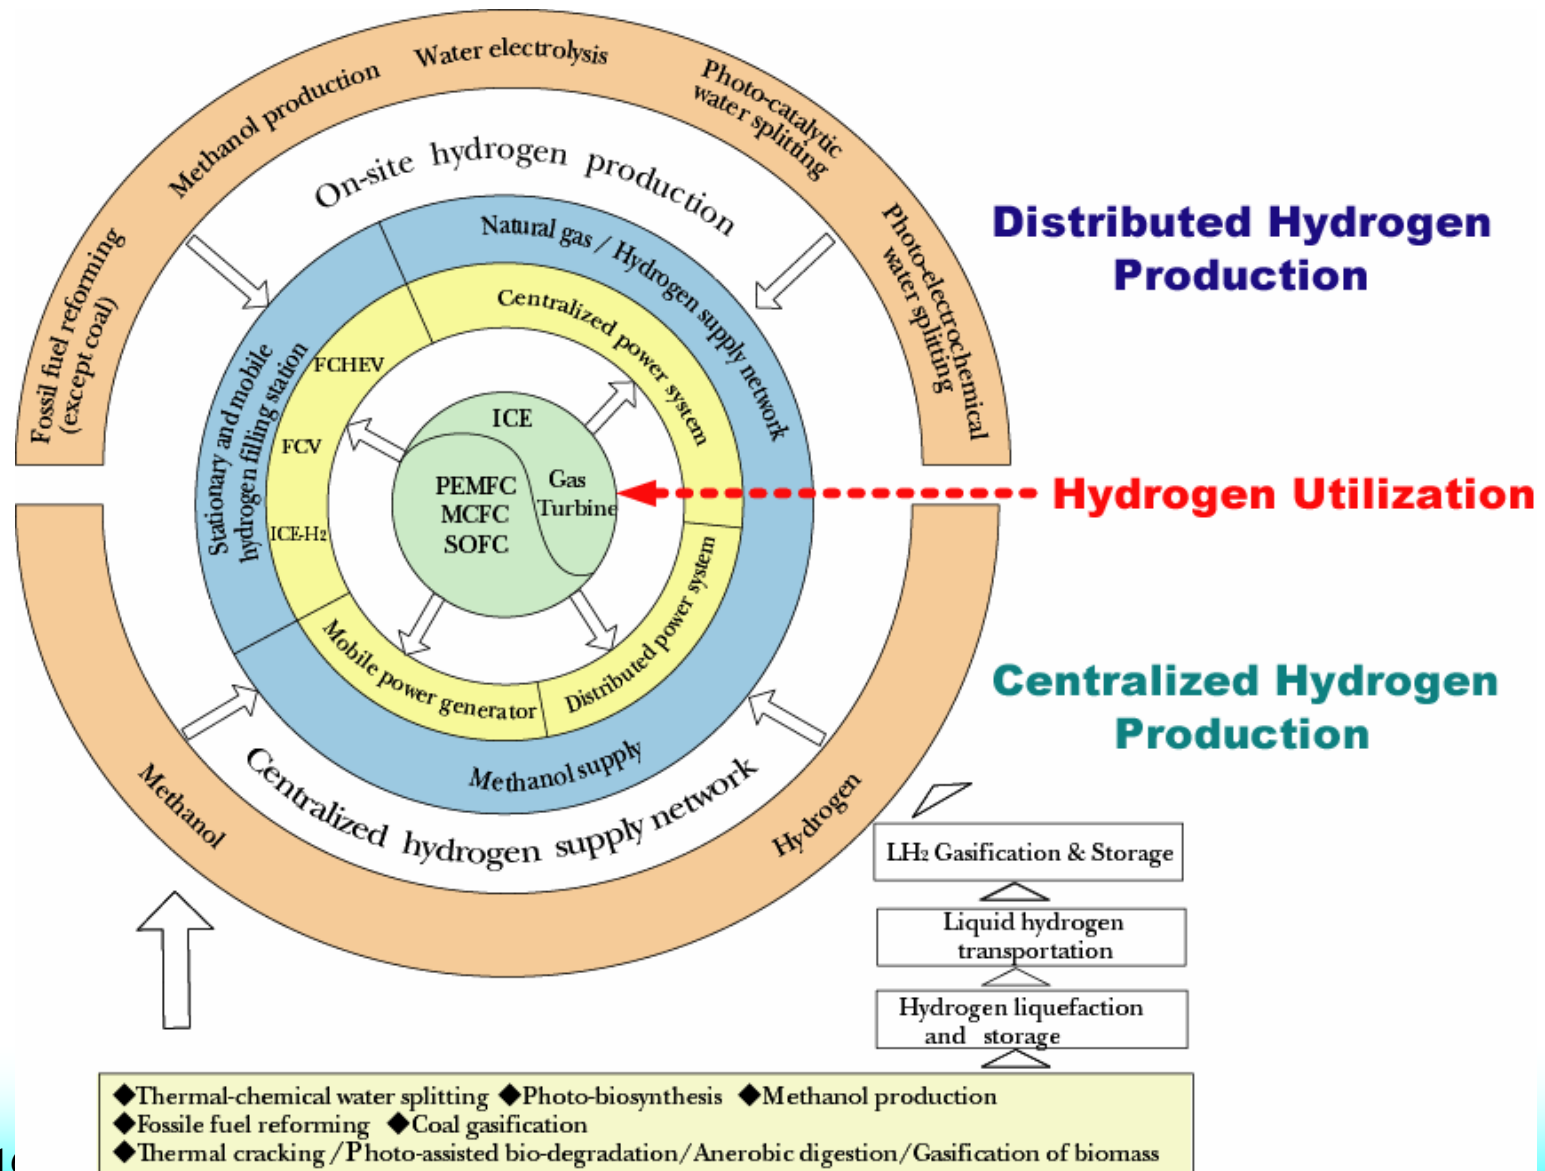 Water electrolysis
Methanol production
Photo-catalytic
water splitting
On-site hydrogen production
Fossil fuel reforming
(except coal)
Photo-electrochemical
water splitting
Distributed Hydrogen
Production
Natural gas / Hydrogen supply network
Stationary and mobile
hydrogen filling station
Centralized power system
FCHEV
FCV
ICE-H2
ICE
PEMFC
MCFC
SOFC
Gas
Turbine
Hydrogen Utilization
Mobile power generator
Distributed power system
Methanol supply
Centralized Hydrogen
Production
Methanol
Centralized hydrogen supply network
Hydrogen
LH2 Gasification & Storage
Liquid hydrogen
transportation
Hydrogen liquefaction
and storage
◆Thermal-chemical water splitting ◆Photo-biosynthesis ◆Methanol production
◆Fossile fuel reforming ◆Coal gasification
◆Thermal cracking /Photo-assisted bio-degradation/Anerobic digestion/Gasification of biomass